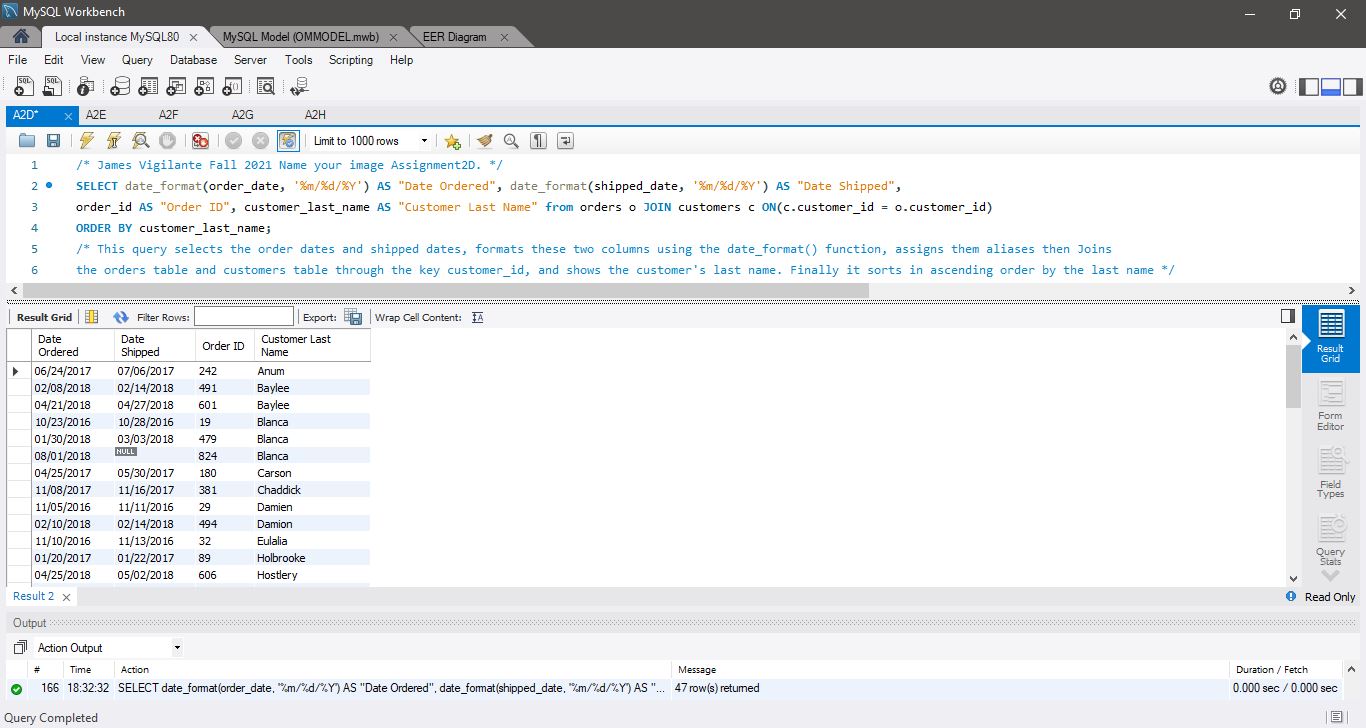 MySQL Workbench
Local instance MySQL80 MySQL Model (OMMODEL.mwb) EER Diagram
File Edit View Query Database Server Tools Scripting Help
A2D* A2E A2F A2G A2H
Limit to 1000 rows
1 /* James Vigilante Fall 2021 Name your image Assignment2D. */
2 SELECT date_format(order_date, '%m/%d/%Y') AS "Date Ordered", date_format(shipped_date, '%m/%d/%Y') AS "Date Shipped",
3 order_id AS "Order ID", customer_last_name AS "Customer Last Name" from orders o JOIN customers c ON(c.customer_id = o.customer_id)
4 ORDER BY customer_last_name;
5 /* This query selects the order dates and shipped dates, formats these two columns using the date_format() function, assigns them aliases then Joins
6 the orders table and customers table through the key customer_id, and shows the customer's last name. Finally it sorts in ascending order by the last name */
Result Grid Filter Rows: Export: Wrap Cell Content:
Date Ordered Date Shipped Order ID Customer Last Name
06/24/2017 07/06/2017 242 Anum
02/08/2018 02/14/2018 491 Baylee
04/21/2018 04/27/2018 601 Baylee
10/23/2016 10/28/2016 19 Blanca
01/30/2018 03/03/2018 479 Blanca
08/01/2018 NULL 824 Blanca
04/25/2017 05/30/2017 180 Carson
11/08/2017 11/16/2017 381 Chaddick
11/05/2016 11/11/2016 29 Damien
02/10/2018 02/14/2018 494 Damion
11/10/2016 11/13/2016 32 Eulalia
01/20/2017 01/22/2017 89 Holbrooke
04/25/2018 05/02/2018 606 Hostlery
Result Grid
Form Editor
Field Types
Query Stats
Result 2 Read Only
Output
Action Output
# Time Action Message Duration / Fetch
166 18:32:32 SELECT date_format(order_date, '%m/%d/%Y') AS "Date Ordered", date_format(shipped_date, '%m/%d/%Y') AS "... 47 row(s) returned 0.000 sec / 0.000 sec
Query Completed